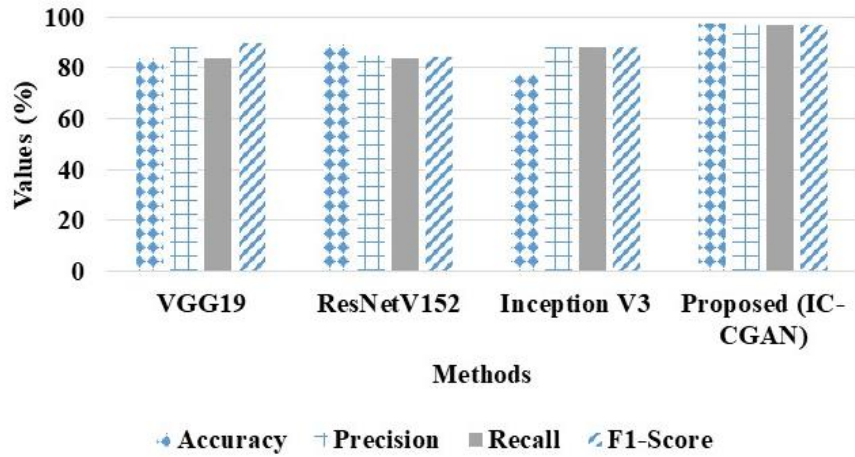 100
80
60
40
20
0
Values (%)
VGG19 ResNetV152 Inception V3 Proposed (IC-
CGAN)
Methods
Accuracy Precision Recall F1-Score